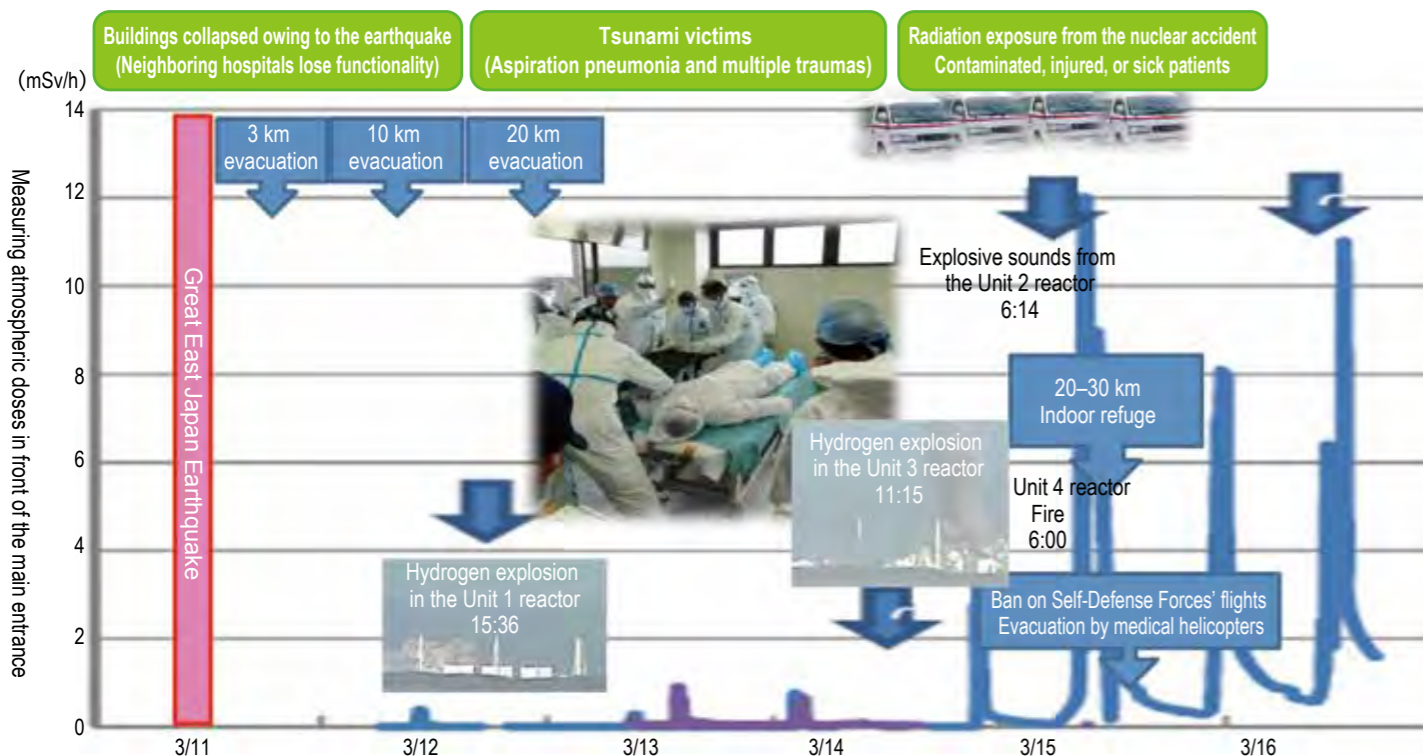 Buildings collapsed owing to the earthquake
(Neighboring hospitals lose functionality)
Tsunami victims
(Aspiration pneumonia and multiple traumas)
Radiation exposure from the nuclear accident
Contaminated, injured, or sick patients
(mSv/h)
14
12
10
8
6
4
2
0
Measuring atmospheric doses in front of the main entrance
Great East Japan Earthquake
3 km
evacuation
10 km
evacuation
20 km
evacuation
Explosive sounds from
the Unit 2 reactor
6:14
20–30 km
Indoor refuge
Hydrogen explosion
in the Unit 3 reactor
11:15
Unit 4 reactor
Fire
6:00
Hydrogen explosion
in the Unit 1 reactor
15:36
Ban on Self-Defense Forces' flights
Evacuation by medical helicopters
3/11
3/12
3/13
3/14
3/15
3/16